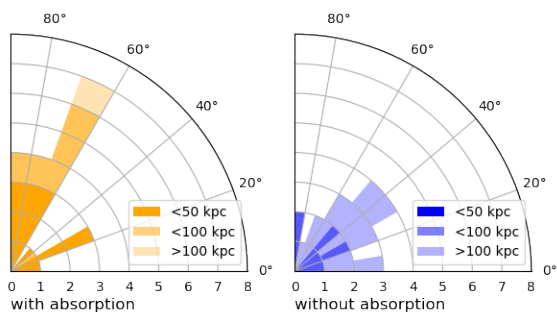 80° 80°
60° 60°
40° 40°
20° 20°
<50 kpc <50 kpc
<100 kpc <100 kpc
>100 kpc >100 kpc
0° 0°
0 1 2 3 4 5 6 7 8 0 1 2 3 4 5 6 7 8
with absorption without absorption